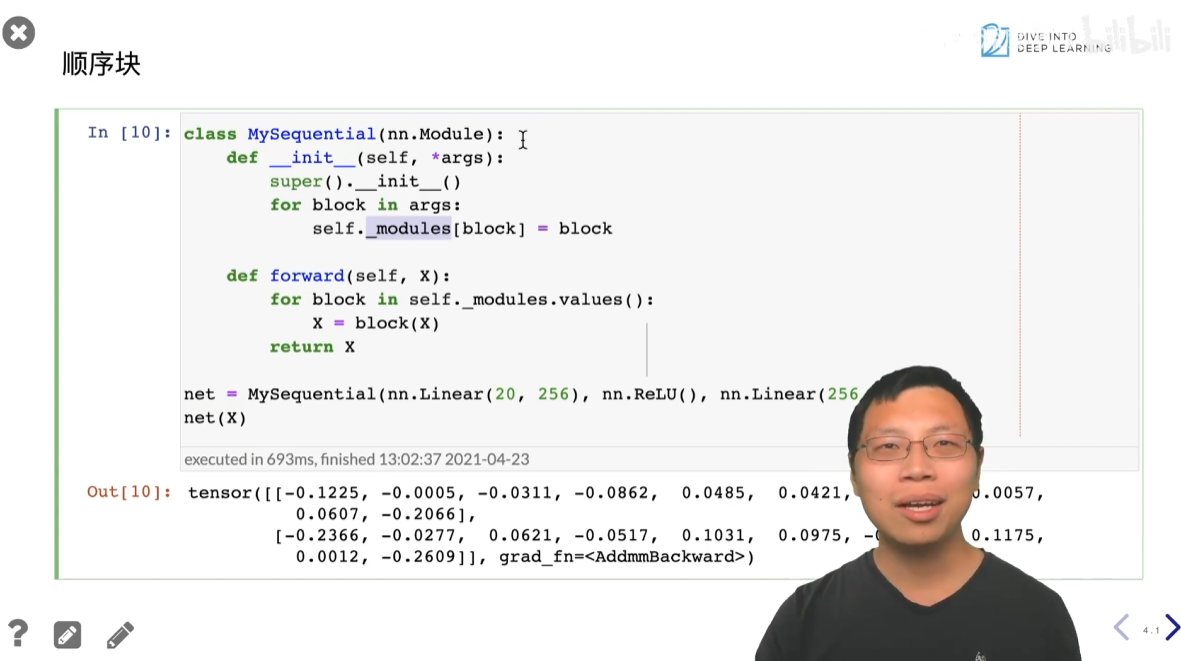 bilibili
DIVE INTO
DEEP LEARNING
顺序块
In [10]:
class MySequential(nn.Module):
    def __init__(self, *args):
        super().__init__()
        for block in args:
            self._modules[block] = block
    def forward(self, X):
        for block in self._modules.values():
            X = block(X)
        return X
net = MySequential(nn.Linear(20, 256), nn.ReLU(), nn.Linear(256
net(X)
executed in 693ms, finished 13:02:37 2021-04-23
Out[10]:
tensor([[-0.1225, -0.0005, -0.0311, -0.0862, 0.0485, 0.0421, .0057,
0.0607, -0.2066],
[-0.2366, -0.0277, 0.0621, -0.0517, 0.1031, 0.0975, 0.1175,
0.0012, -0.2609]], grad_fn=<AddmmBackward>)
?
4.1